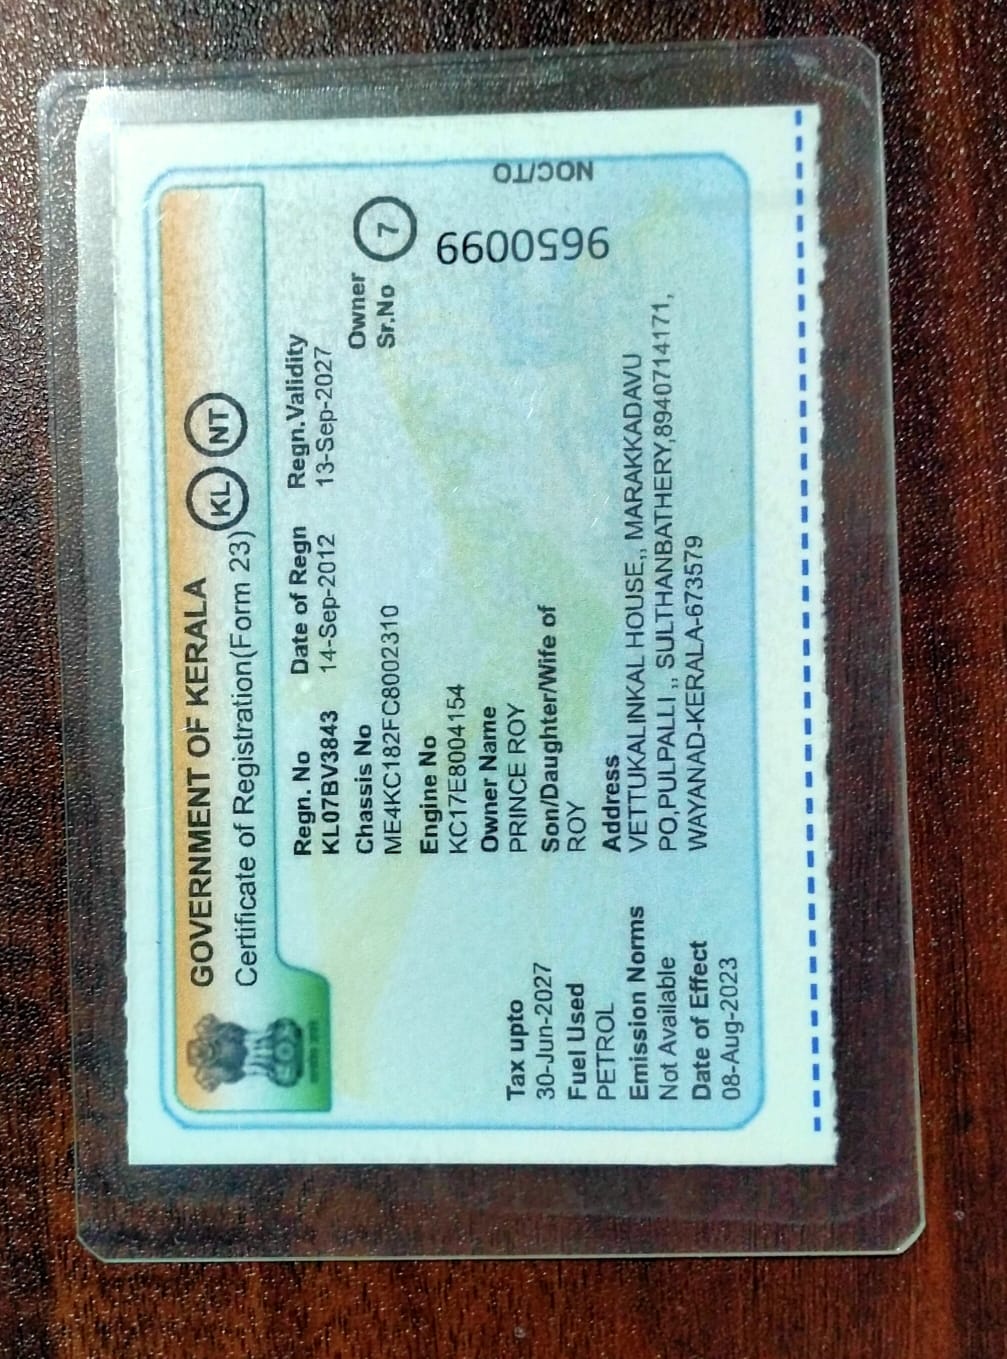 GOVERNMENT OF KERALA
Certificate of Registration(Form 23) KL NT
Regn. No Date of Regn Regn.Validity
KL07BV3843 14-Sep-2012 13-Sep-2027
Chassis No Owner
ME4KC182FC8002310 Sr.No 7
Engine No
KC17E8004154
Owner Name
PRINCE ROY
Son/Daughter/Wife of
ROY
Address
VETTUKALINKAL HOUSE,, MARAKKADAVU
PO,PULPALLI ,, SULTHANBATHERY,8940714171,
WAYANAD-KERALA-673579
Tax upto
30-Jun-2027
Fuel Used
PETROL
Emission Norms
Not Available
Date of Effect
08-Aug-2023
9650099
NOC/TO